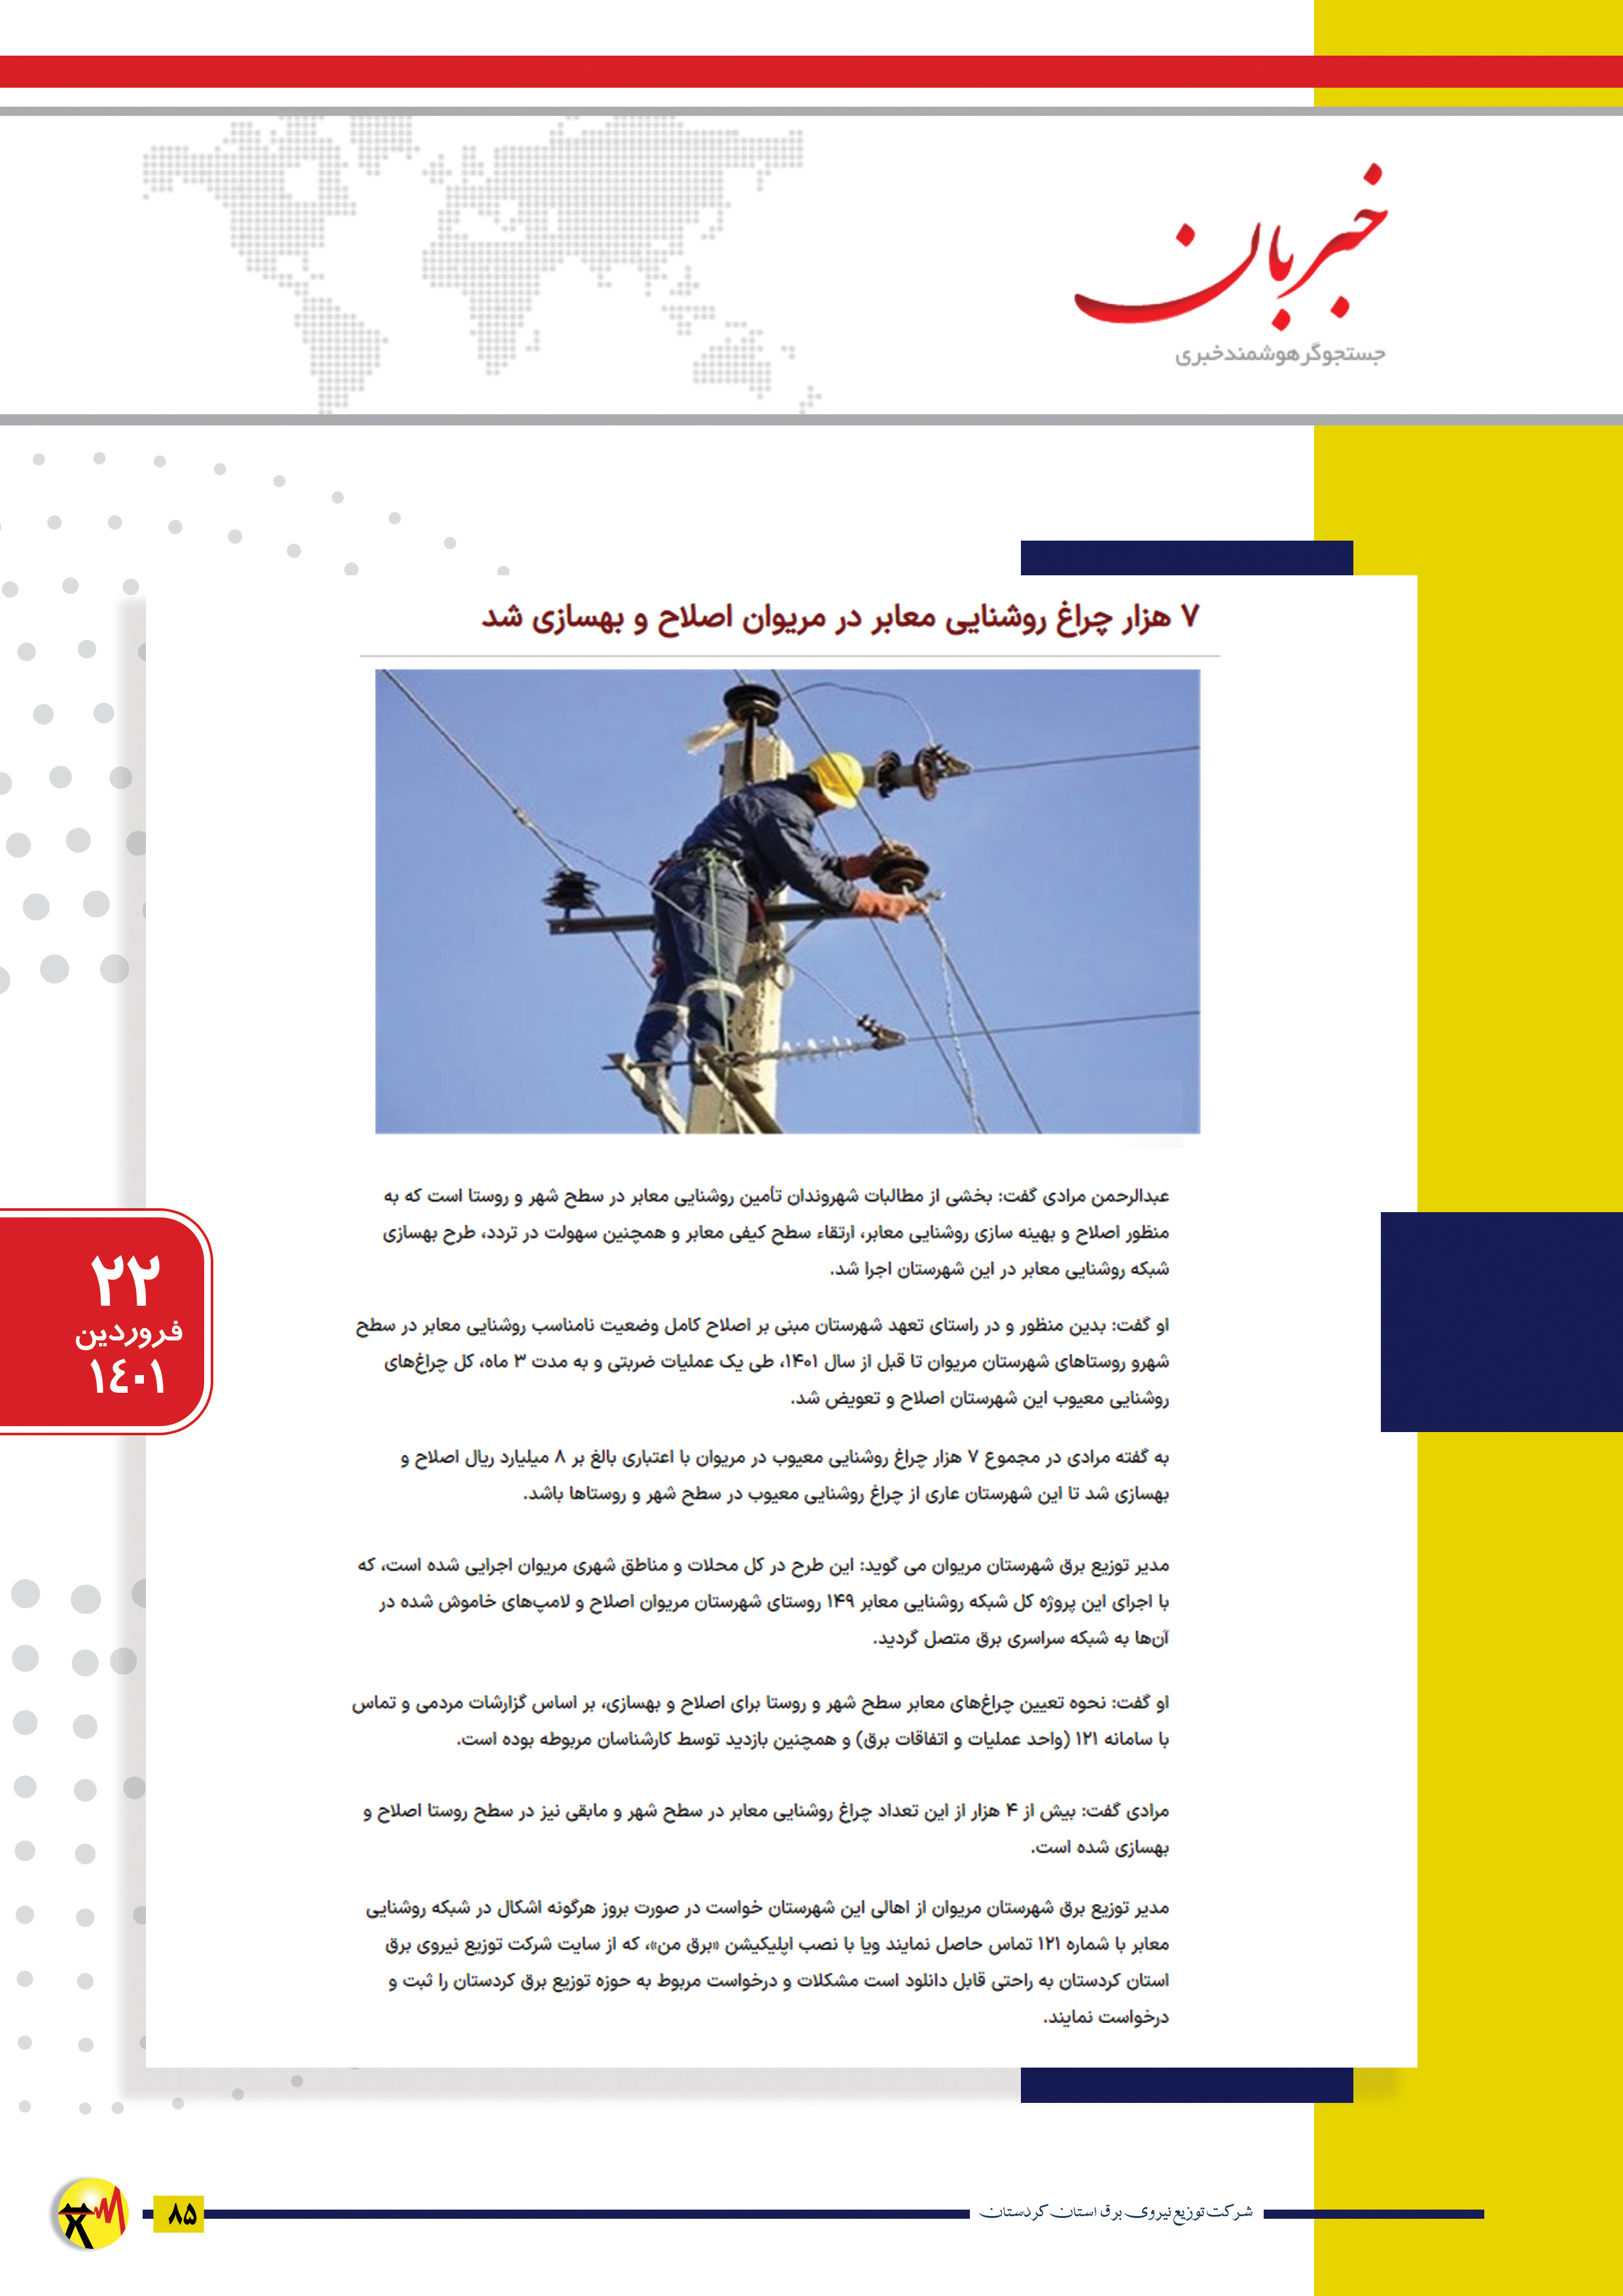 خبربان
جستجوگر هوشمند خبری
۷ هزار چراغ روشنایی معابر در مریوان اصلاح و بهسازی شد
عبدالرحمن مرادی گفت: بخشی از مطالبات شهروندان تأمین روشنایی معابر در سطح شهر و روستا است که به
منظور اصلاح و بهینه سازی روشنایی معابر، ارتقاء سطح کیفی معابر و همچنین سهولت در تردد، طرح بهسازی
شبکه روشنایی معابر در این شهرستان اجرا شد.
او گفت: بدین منظور و در راستای تعهد شهرستان مبنی بر اصلاح کامل وضعیت نامناسب روشنایی معابر در سطح
شهرو روستاهای شهرستان مریوان تا قبل از سال ۱۴۰۱، طی یک عملیات ضربتی و به مدت ۳ ماه، کل چراغ‌های
روشنایی معیوب این شهرستان اصلاح و تعویض شد.
به گفته مرادی در مجموع ۷ هزار چراغ روشنایی معیوب در مریوان با اعتباری بالغ بر ۸ میلیارد ریال اصلاح و
بهسازی شد تا این شهرستان عاری از چراغ روشنایی معیوب در سطح شهر و روستاها باشد.
۲۲
فروردین
۱٤۰۱
مدیر توزیع برق شهرستان مریوان می گوید: این طرح در کل محلات و مناطق شهری مریوان اجرایی شده است، که
با اجرای این پروژه کل شبکه روشنایی معابر ۱۴۹ روستای شهرستان مریوان اصلاح و لامپ‌های خاموش شده در
آن‌ها به شبکه سراسری برق متصل گردید.
او گفت: نحوه تعیین چراغ‌های معابر سطح شهر و روستا برای اصلاح و بهسازی، بر اساس گزارشات مردمی و تماس
با سامانه ۱۲۱ (واحد عملیات و اتفاقات برق) و همچنین بازدید توسط کارشناسان مربوطه بوده است.
مرادی گفت: بیش از ۴ هزار از این تعداد چراغ روشنایی معابر در سطح شهر و مابقی نیز در سطح روستا اصلاح و
بهسازی شده است.
مدیر توزیع برق شهرستان مریوان از اهالی این شهرستان خواست در صورت بروز هرگونه اشکال در شبکه روشنایی
معابر با شماره ۱۲۱ تماس حاصل نمایند ویا با نصب اپلیکیشن «برق من»، که از سایت شرکت توزیع نیروی برق
استان کردستان به راحتی قابل دانلود است مشکلات و درخواست مربوط به حوزه توزیع برق کردستان را ثبت و
درخواست نمایند.
شرکت توزیع نیروی برق استان کردستان
۸۵